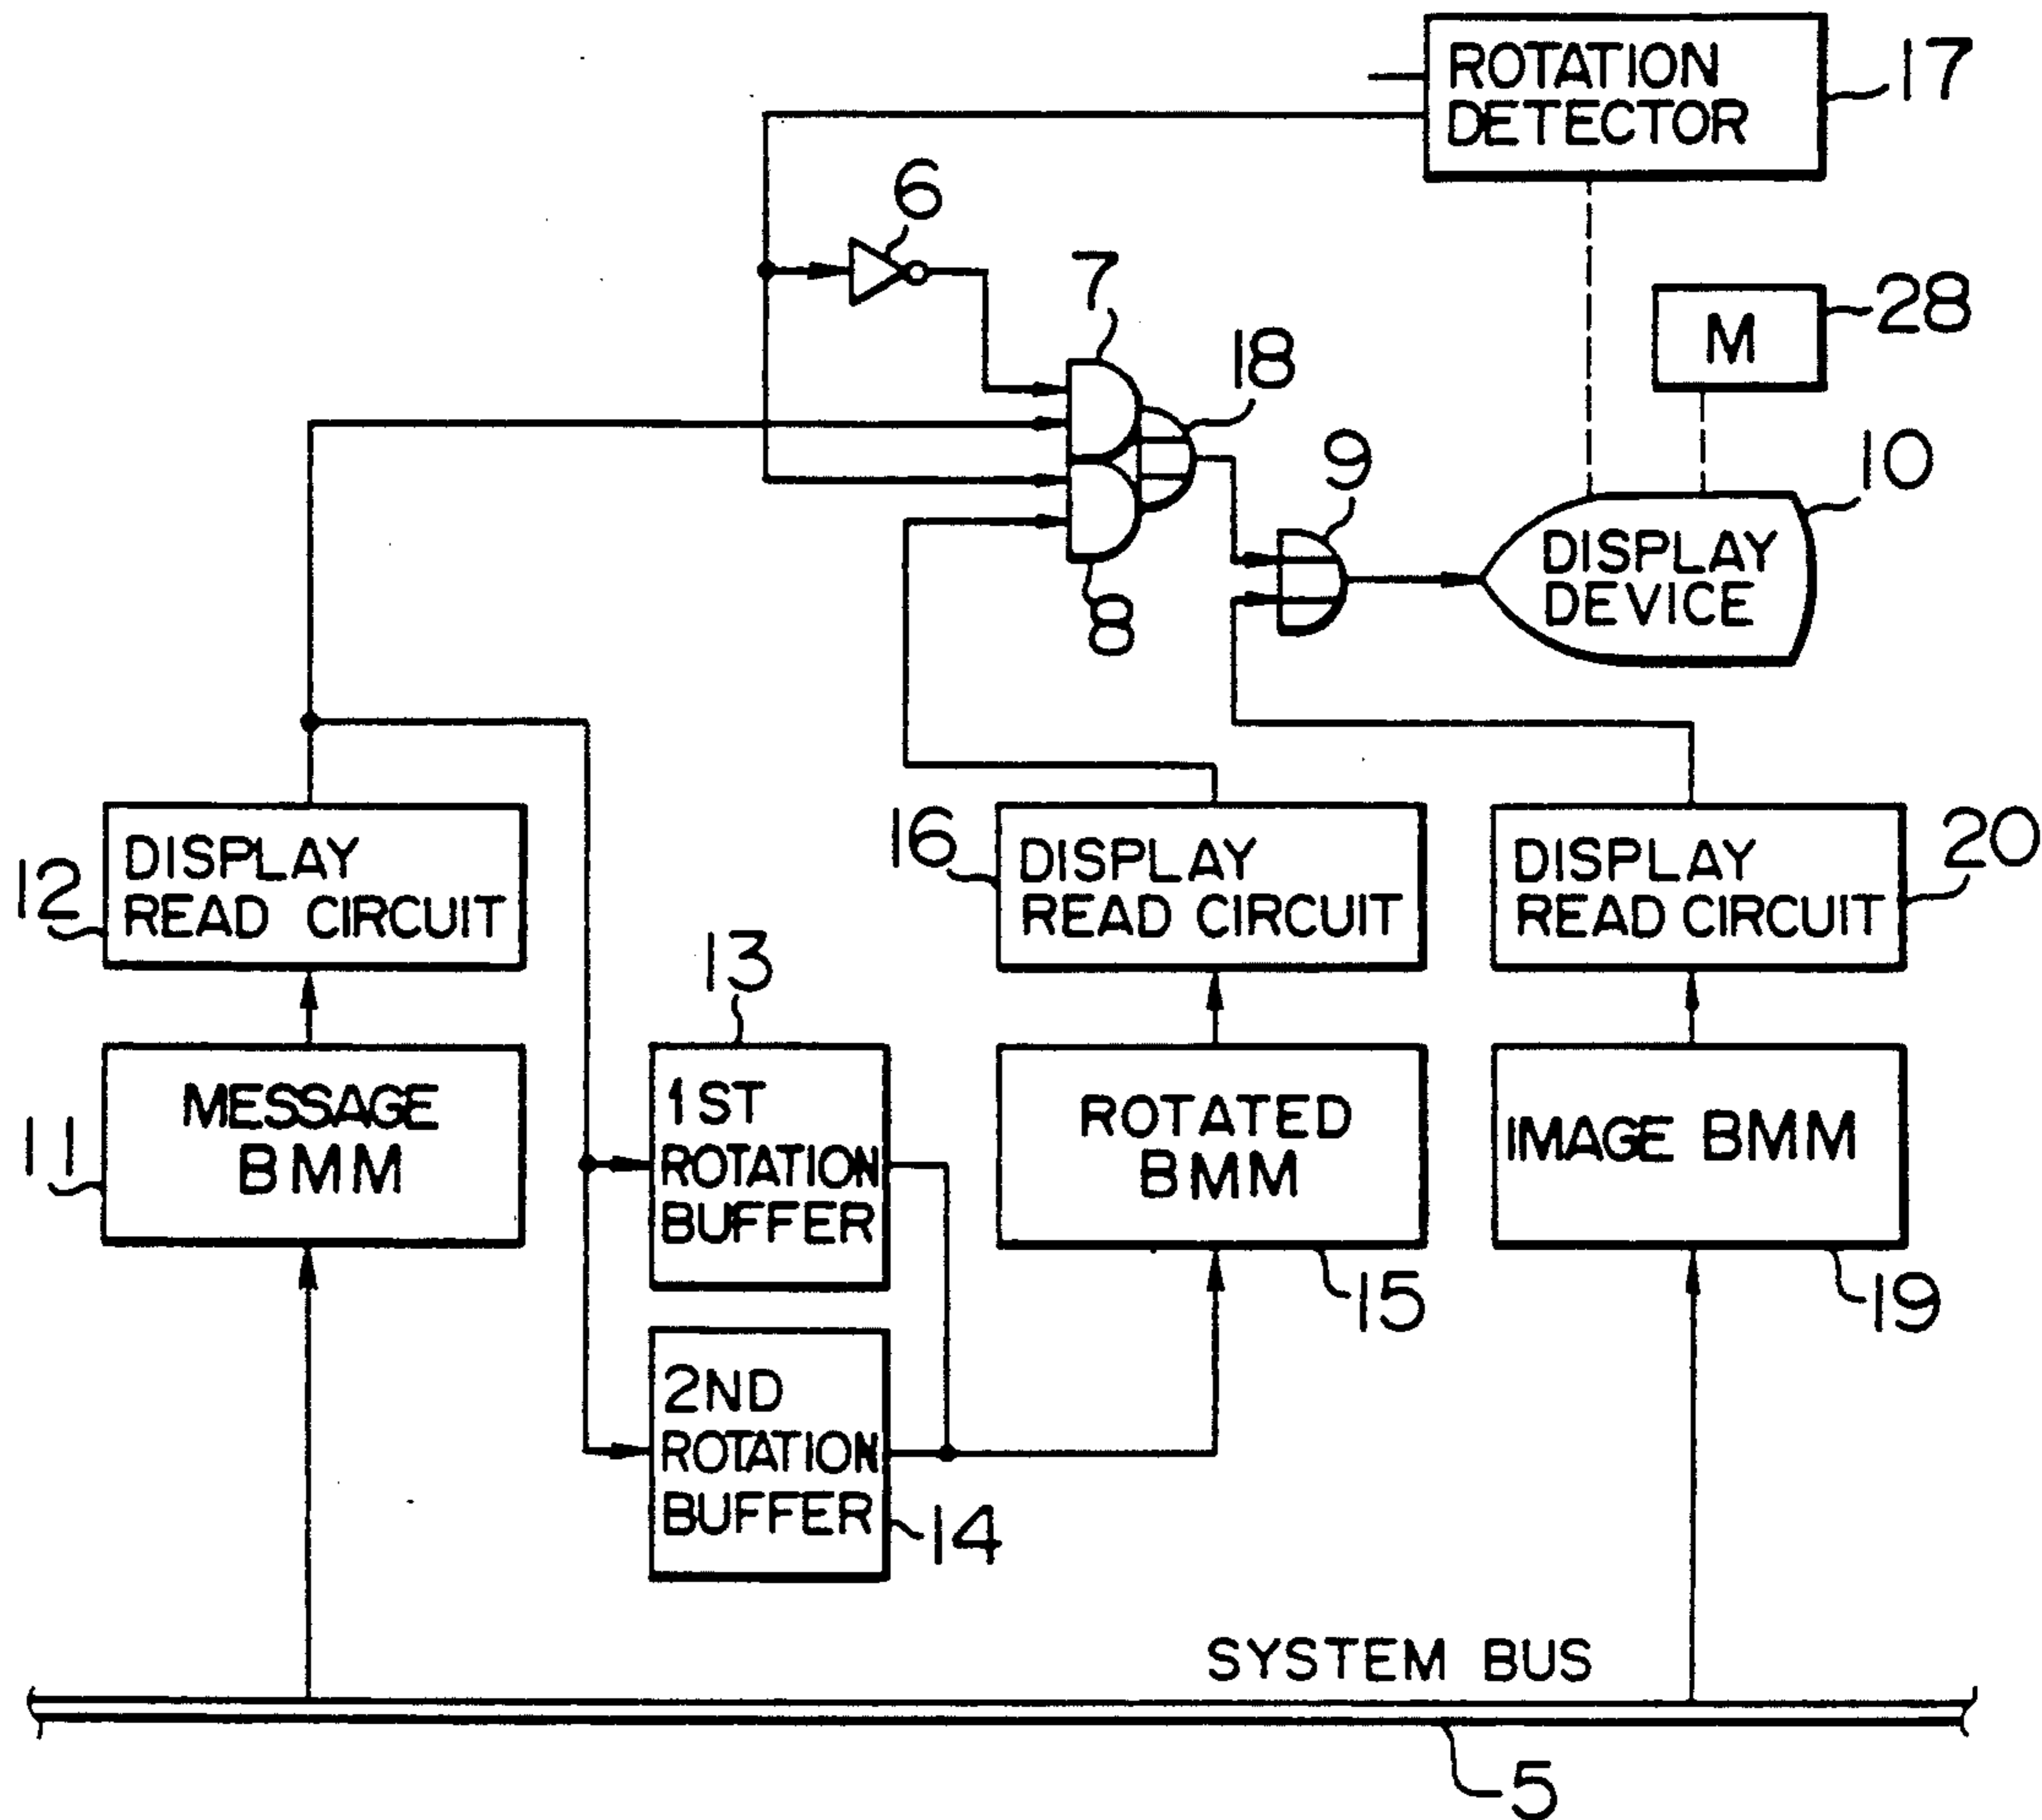 ROTATION
DETECTOR
17
6
7
18
M
28
9
10
DISPLAY
DEVICE
8
12
DISPLAY
READ CIRCUIT
16
DISPLAY
READ CIRCUIT
DISPLAY
READ CIRCUIT
20
13
11
MESSAGE
BMM
1ST
ROTATION
BUFFER
ROTATED
BMM
15
IMAGE BMM
19
2ND
ROTATION
BUFFER
14
SYSTEM BUS
5